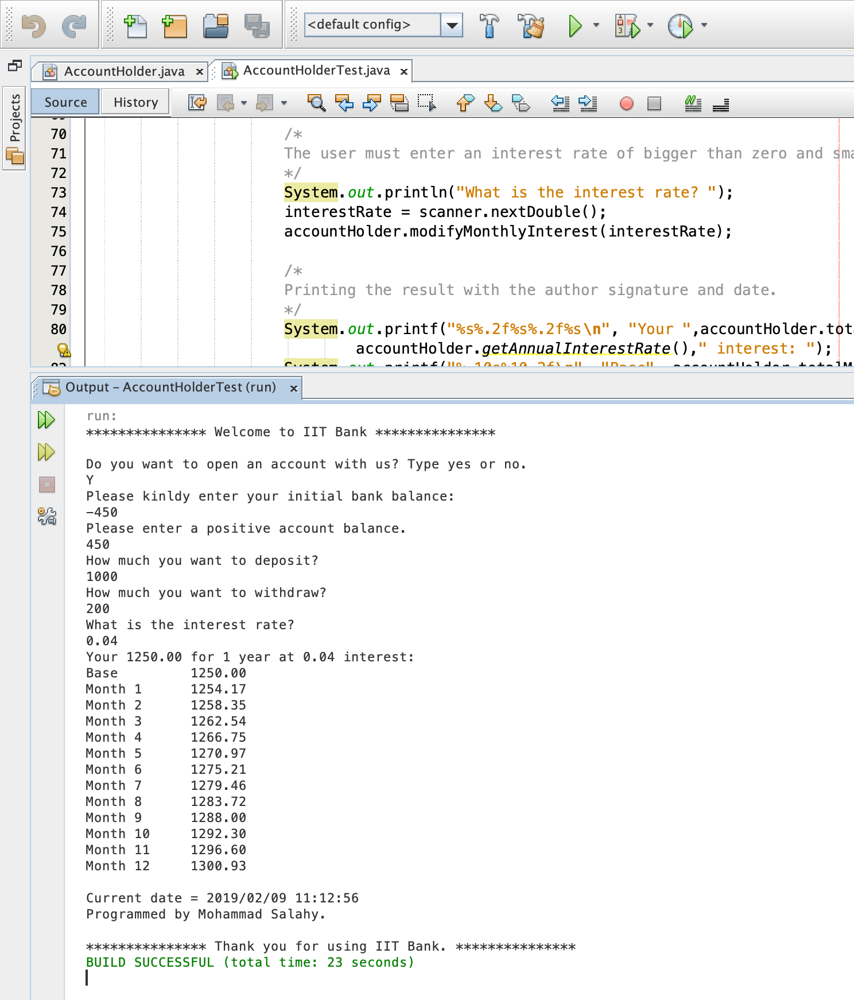 <default config>
AccountHolder.java
AccountHolderTest.java
Projects
Source
History
70 /*
71 The user must enter an interest rate of bigger than zero and sma
72 */
73 System.out.println("What is the interest rate? ");
74 interestRate = scanner.nextDouble();
75 accountHolder.modifyMonthlyInterest(interestRate);
76
77 /*
78 Printing the result with the author signature and date.
79 */
80 System.out.printf("%s%.2f%s%.2f%s\n", "Your ",accountHolder.tot
accountHolder.getAnnualInterestRate()," interest: ");
82 System.out.printf("%-10s%10.2f\n", "Base", accountHolder.totalM
Output – AccountHolderTest (run)
run:
*************** Welcome to IIT Bank ***************
Do you want to open an account with us? Type yes or no.
Y
Please kinldy enter your initial bank balance:
-450
Please enter a positive account balance.
450
How much you want to deposit?
1000
How much you want to withdraw?
200
What is the interest rate?
0.04
Your 1250.00 for 1 year at 0.04 interest:
Base 1250.00
Month 1 1254.17
Month 2 1258.35
Month 3 1262.54
Month 4 1266.75
Month 5 1270.97
Month 6 1275.21
Month 7 1279.46
Month 8 1283.72
Month 9 1288.00
Month 10 1292.30
Month 11 1296.60
Month 12 1300.93
Current date = 2019/02/09 11:12:56
Programmed by Mohammad Salahy.
*************** Thank you for using IIT Bank. ***************
BUILD SUCCESSFUL (total time: 23 seconds)